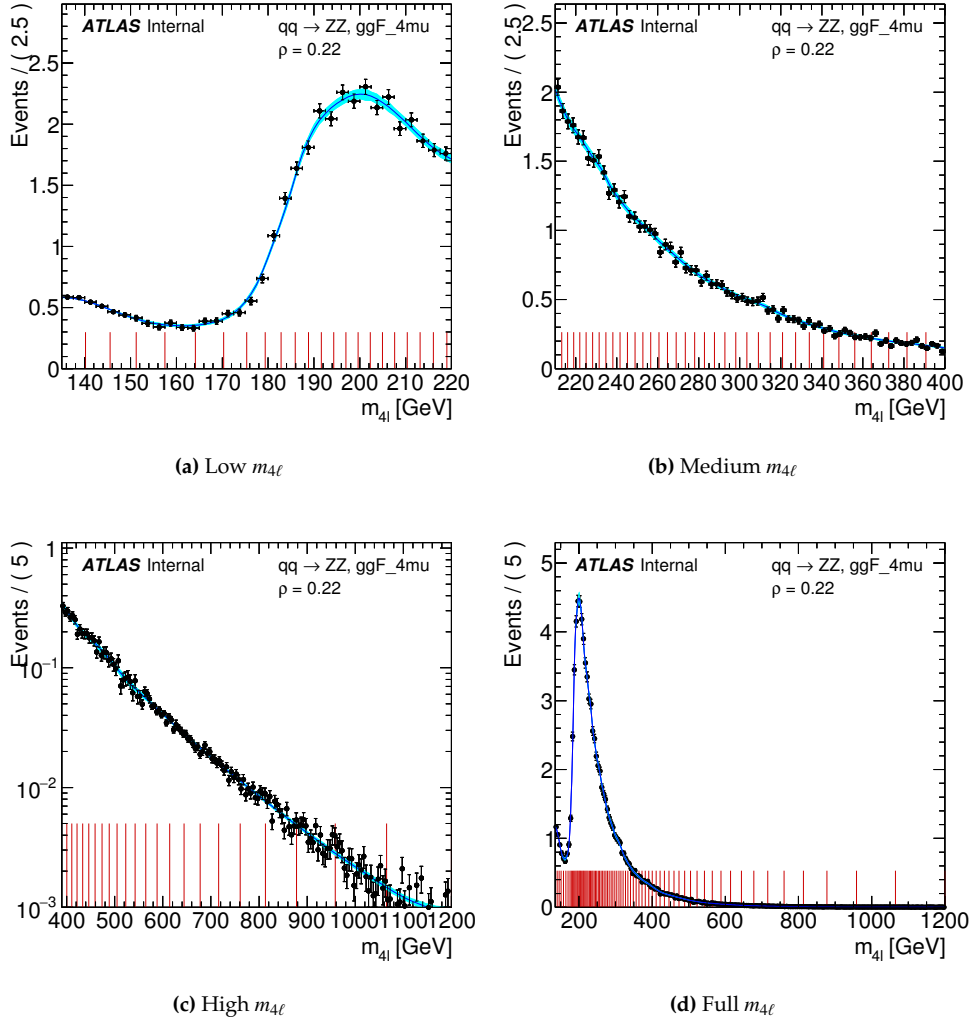 ATLAS Internal
qq → ZZ, ggF_4mu
ρ = 0.22
Events / ( 2.5 )
2.5
2
1.5
1
0.5
0
140 150 160 170 180 190 200 210 220
m4l [GeV]
(a) Low m4ℓ
ATLAS Internal
qq → ZZ, ggF_4mu
ρ = 0.22
Events / ( 2.5 )
2.5
2
1.5
1
0.5
0
220 240 260 280 300 320 340 360 380 400
m4l [GeV]
(b) Medium m4ℓ
ATLAS Internal
qq → ZZ, ggF_4mu
ρ = 0.22
Events / ( 5 )
1
10−1
10−2
10−3
400 500 600 700 800 900 1000 1100 1200
m4l [GeV]
(c) High m4ℓ
ATLAS Internal
qq → ZZ, ggF_4mu
ρ = 0.22
Events / ( 5 )
5
4
3
2
1
0
200 400 600 800 1000 1200
m4l [GeV]
(d) Full m4ℓ